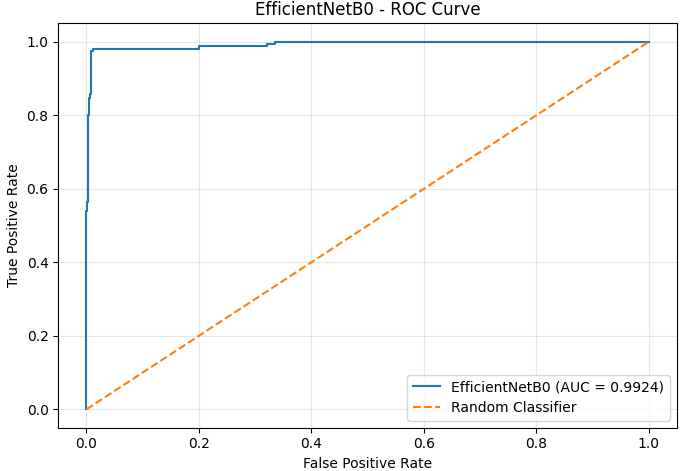 EfficientNetB0 - ROC Curve
True Positive Rate
1.0
0.8
0.6
0.4
0.2
0.0
EfficientNetB0 (AUC = 0.9924)
Random Classifier
0.0 0.2 0.4 0.6 0.8 1.0
False Positive Rate